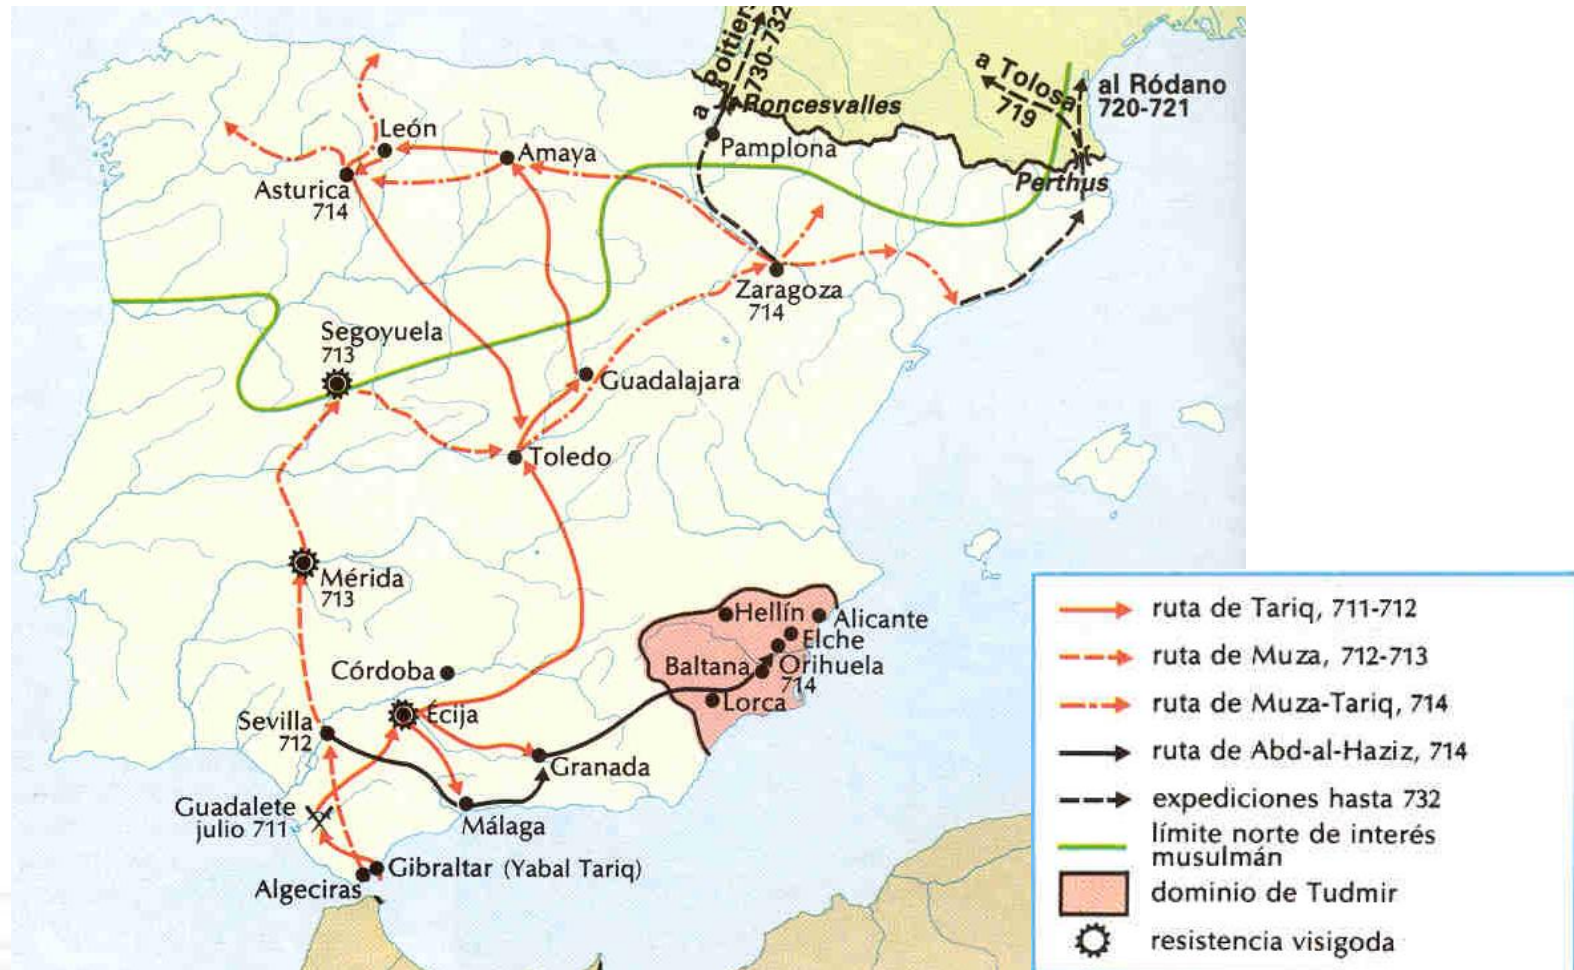 a Poitiers
730-732
Roncesvalles
a Tolosa
719
al Ródano
720-721
León
Amaya
Pamplona
Asturica
714
Perthus
Zaragoza
714
Segoyuela
713
Guadalajara
Toledo
Mérida
713
Hellín
Alicante
Elche
Córdoba
Baltana
Orihuela
714
Lorca
Sevilla
712
Écija
Granada
Guadalete
julio 711
Málaga
Gibraltar (Yabal Tariq)
Algeciras
ruta de Tariq, 711-712
ruta de Muza, 712-713
ruta de Muza-Tariq, 714
ruta de Abd-al-Haziz, 714
expediciones hasta 732
límite norte de interés
musulmán
dominio de Tudmir
resistencia visigoda